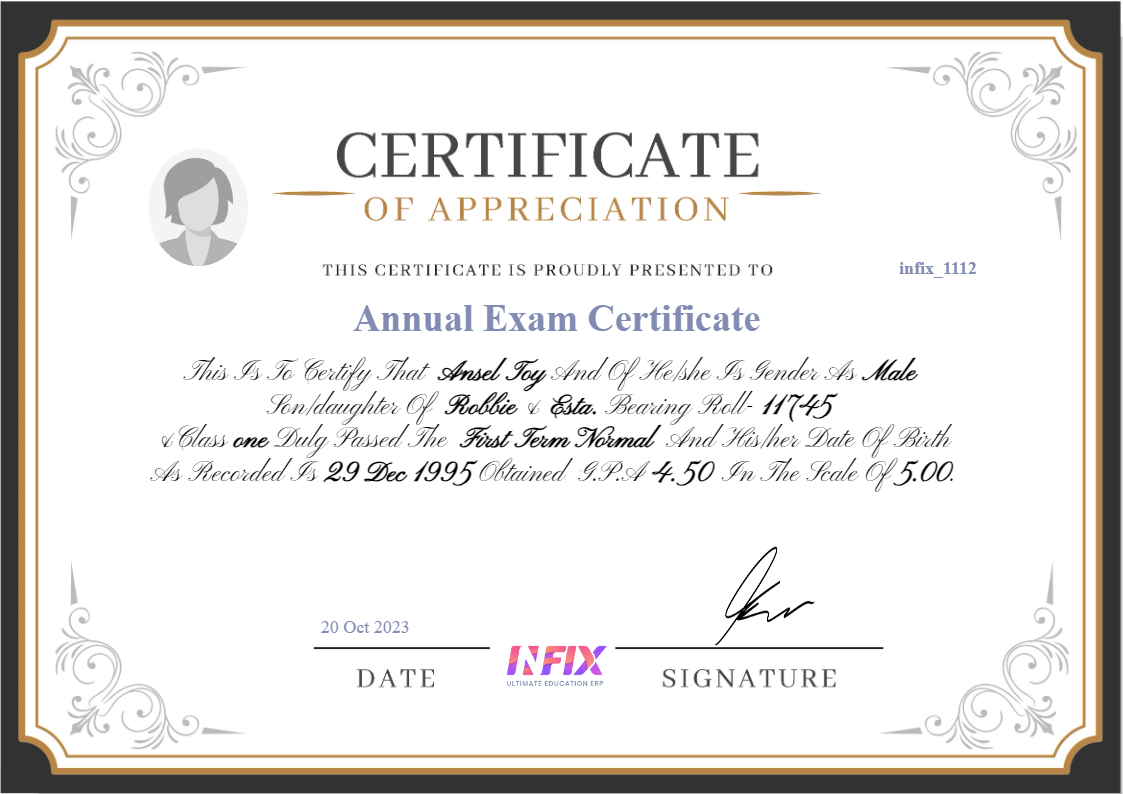 CERTIFICATE
OF APPRECIATION
THIS CERTIFICATE IS PROUDLY PRESENTED TO
infix_1112
Annual Exam Certificate
This Is To Certify That Ansel Toy And Of He/she Is Gender As Male
Son/daughter Of Robbie & Esta. Bearing Roll- 11745
& Class one Dulg Passed The First Term Normal And His/her Date Of Birth
As Recorded Is 29 Dec 1995 Obtained G.P.A 4.50 In The Scale Of 5.00.
20 Oct 2023
DATE
INFIX
ULTIMATE EDUCATION ERP
SIGNATURE